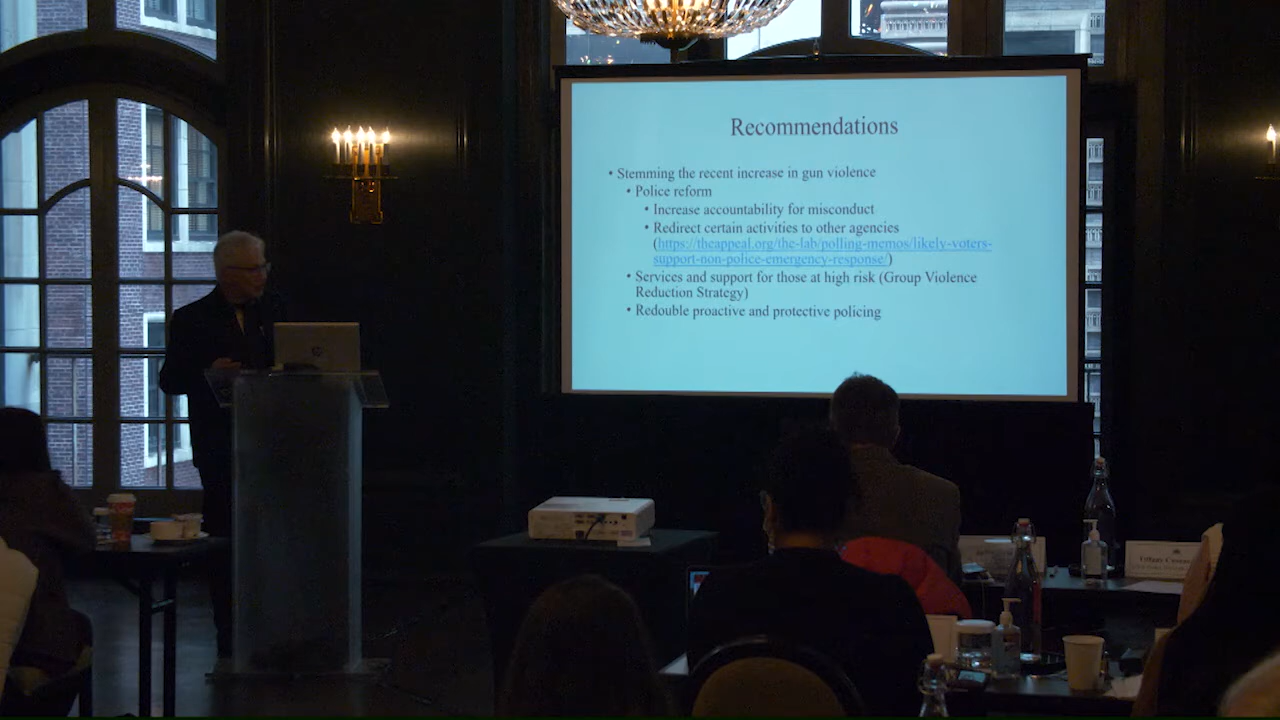 Recommendations
• Stemming the recent increase in gun violence
• Police reform
• Increase accountability for misconduct
• Redirect certain activities to other agencies
(https://theappeal.org/the-lab/polling-memos/likely-voters-
support-non-police-emergency-response/)
• Services and support for those at high risk (Group Violence
Reduction Strategy)
• Redouble proactive and protective policing